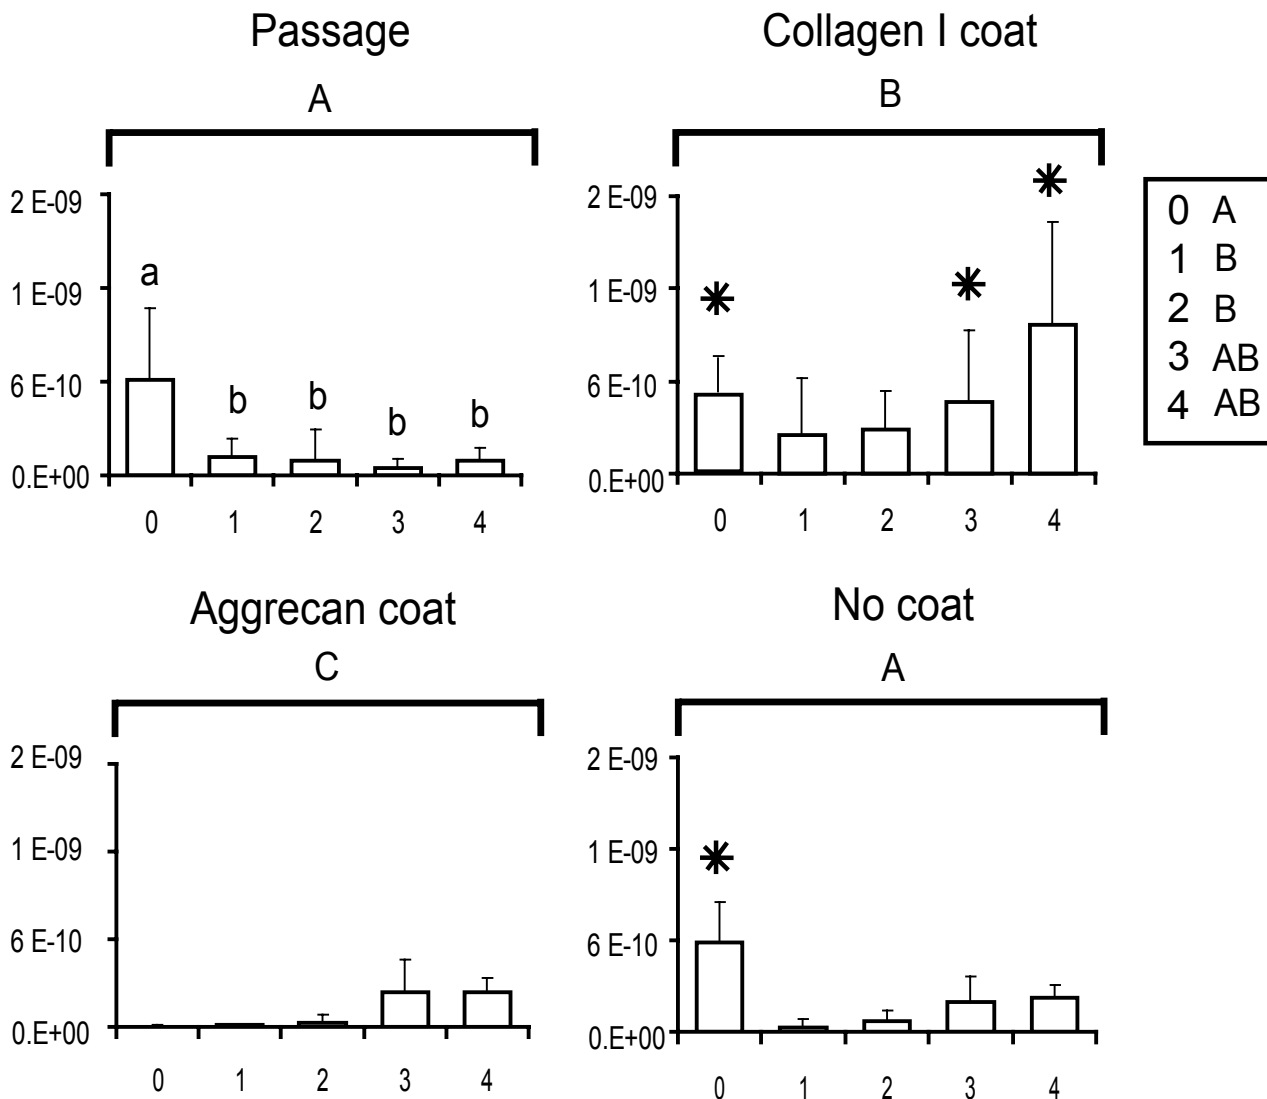 Passage
A
2 E-09
1 E-09
6 E-10
0.E+00
a
b
b
b
b
0 1 2 3 4
Collagen I coat
B
2 E-09
1 E-09
6 E-10
0.E+00
*
*
*
0 1 2 3 4
0 A
1 B
2 B
3 AB
4 AB
Aggrecan coat
C
2 E-09
1 E-09
6 E-10
0.E+00
0 1 2 3 4
No coat
A
2 E-09
1 E-09
6 E-10
0.E+00
*
0 1 2 3 4